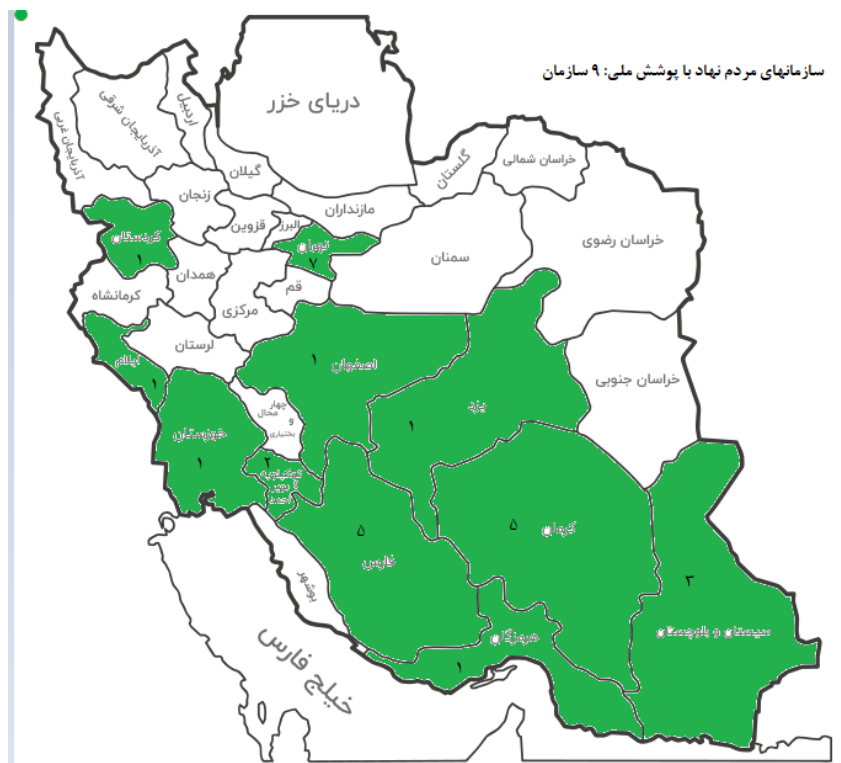 سازمانهای مردم نهاد با پوشش ملی: ۹ سازمان
دریای خزر
آذربایجان شرقی
اردبیل
آذربایجان غربی
گیلان
گلستان
خراسان شمالی
زنجان
مازنداران
البرز
قزوین
کردستان
۱
تهران
۷
خراسان رضوی
سمنان
همدان
قم
کرمانشاه
مرکزی
لرستان
ایلام
۱
اصفهان
۱
خراسان جنوبی
چهار
محال
و
بختیاری
یزد
۱
خوزستان
۱
۲
کهگیلویه
و
بویر
احمد
فارس
۵
کرمان
۵
۳
سیستان و بلوچستان
بوشهر
هرمزگان
۱
خیلج فارس